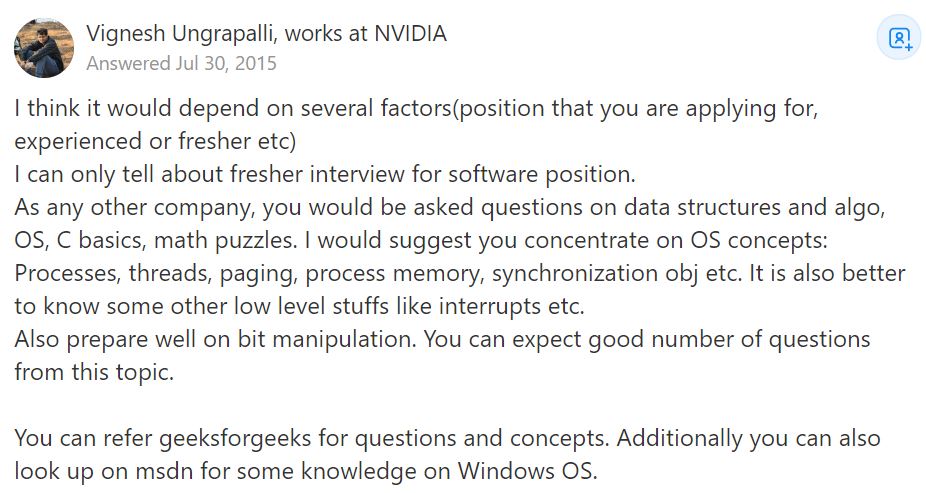 Vignesh Ungrapalli, works at NVIDIA
Answered Jul 30, 2015
I think it would depend on several factors(position that you are applying for,
experienced or fresher etc)
I can only tell about fresher interview for software position.
As any other company, you would be asked questions on data structures and algo,
OS, C basics, math puzzles. I would suggest you concentrate on OS concepts:
Processes, threads, paging, process memory, synchronization obj etc. It is also better
to know some other low level stuffs like interrupts etc.
Also prepare well on bit manipulation. You can expect good number of questions
from this topic.
You can refer geeksforgeeks for questions and concepts. Additionally you can also
look up on msdn for some knowledge on Windows OS.